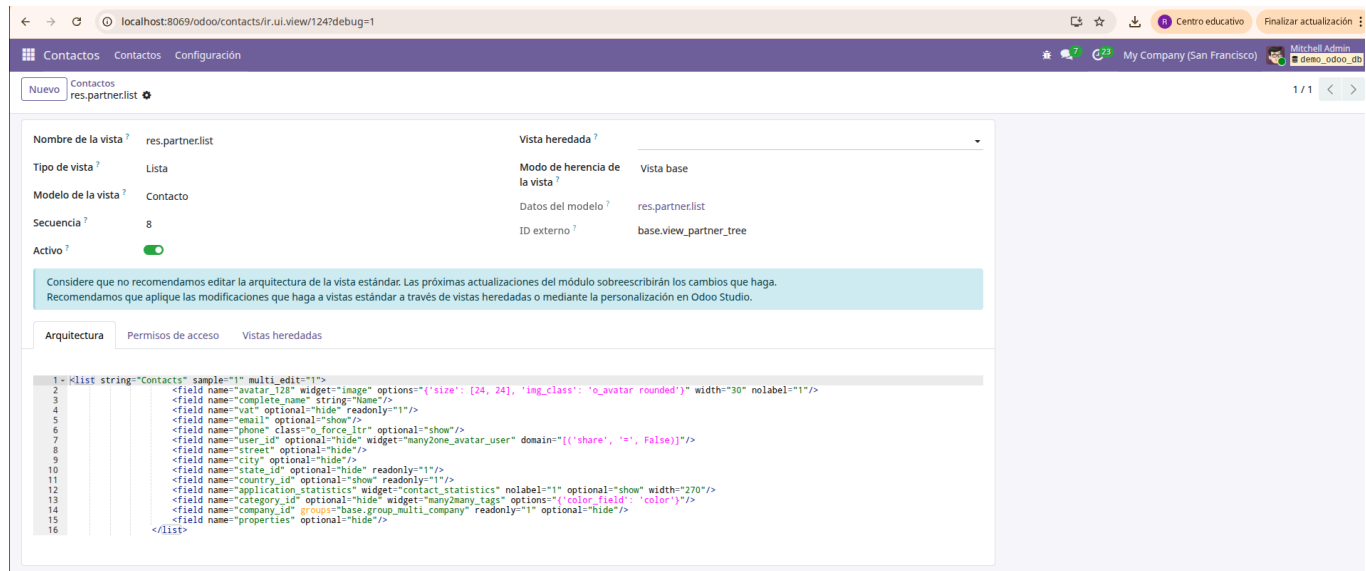 localhost:8069/odoo/contacts/ir.ui.view/124?debug=1
R Centro educativo
Finalizar actualización
Contactos Contactos Configuración
7 23 My Company (San Francisco) Mitchell Admin
demo_odoo_db
Nuevo
Contactos
res.partner.list
1 / 1
Nombre de la vista ? res.partner.list
Vista heredada ?
Tipo de vista ? Lista
Modo de herencia de la vista ? Vista base
Modelo de la vista ? Contacto
Datos del modelo ? res.partner.list
Secuencia ? 8
ID externo ? base.view_partner_tree
Activo ?
Considere que no recomendamos editar la arquitectura de la vista estándar. Las próximas actualizaciones del módulo sobreescribirán los cambios que haga.
Recomendamos que aplique las modificaciones que haga a vistas estándar a través de vistas heredadas o mediante la personalización en Odoo Studio.
Arquitectura Permisos de acceso Vistas heredadas
1 <list string="Contacts" sample="1" multi_edit="1">
2 <field name="avatar_128" widget="image" options="{'size': [24, 24], 'img_class': 'o_avatar rounded'}" width="30" nolabel="1"/>
3 <field name="complete_name" string="Name"/>
4 <field name="vat" optional="hide" readonly="1"/>
5 <field name="email" optional="show"/>
6 <field name="phone" class="o_force_ltr" optional="show"/>
7 <field name="user_id" optional="hide" widget="many2one_avatar_user" domain="[('share', '=', False)]"/>
8 <field name="street" optional="hide"/>
9 <field name="city" optional="hide"/>
10 <field name="state_id" optional="hide" readonly="1"/>
11 <field name="country_id" optional="show" readonly="1"/>
12 <field name="application_statistics" widget="contact_statistics" nolabel="1" optional="show" width="270"/>
13 <field name="category_id" optional="hide" widget="many2many_tags" options="{'color_field': 'color'}"/>
14 <field name="company_id" groups="base.group_multi_company" readonly="1" optional="hide"/>
15 <field name="properties" optional="hide"/>
16 </list>